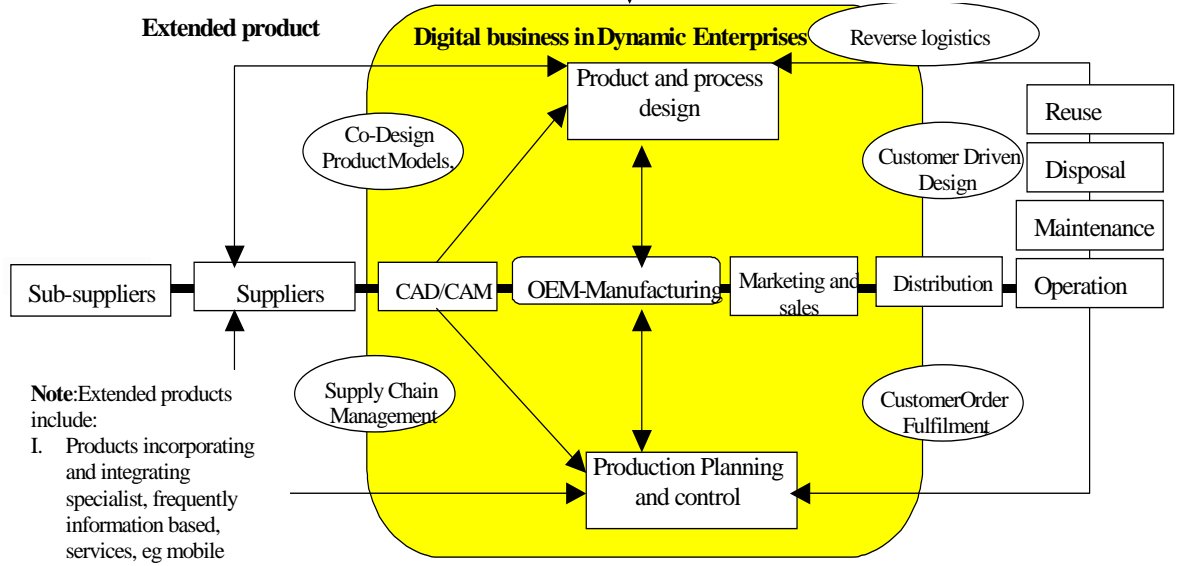 Extended product
Digital business in Dynamic Enterprises
Reverse logistics
Product and process
design
Reuse
Co-Design
ProductModels,
Customer Driven
Design
Disposal
Maintenance
Sub-suppliers
Suppliers
CAD/CAM
OEM-Manufacturing
Marketing and
sales
Distribution
Operation
Note:Extended products
include:
I. Products incorporating
and integrating
specialist, frequently
information based,
services, eg mobile
Supply Chain
Management
CustomerOrder
Fulfilment
Production Planning
and control